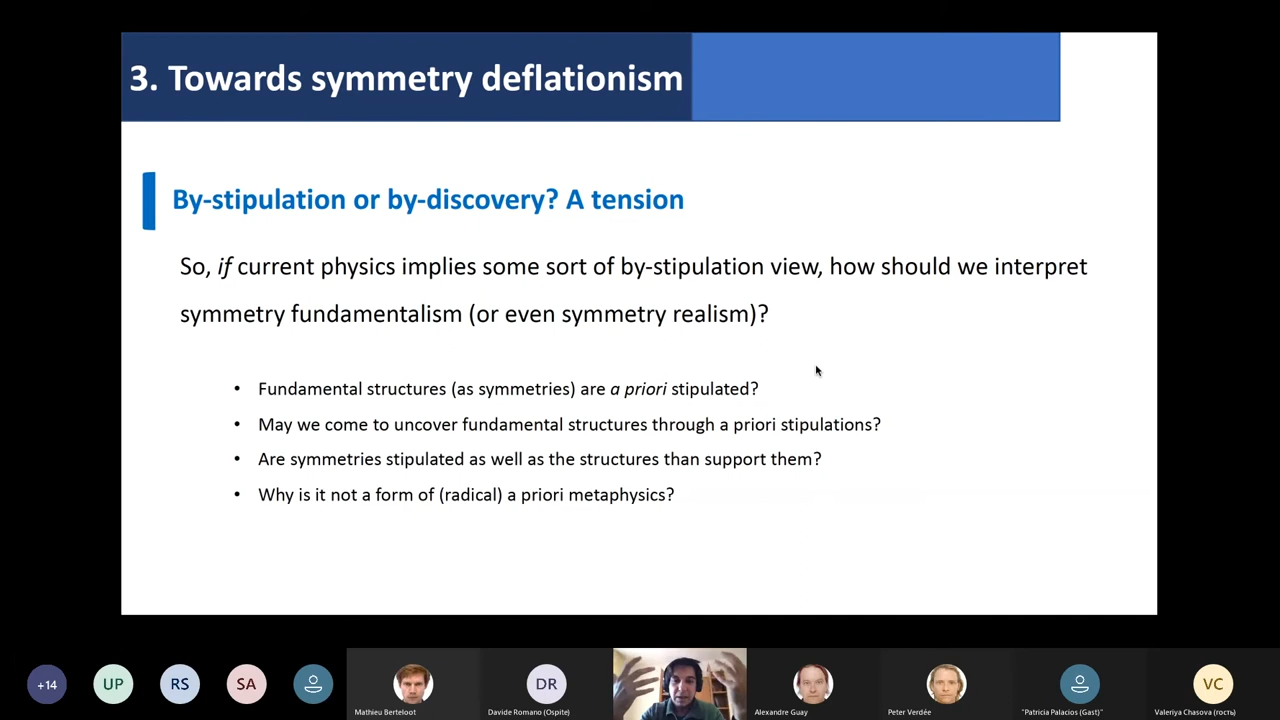 3. Towards symmetry deflationism
By-stipulation or by-discovery? A tension
So, if current physics implies some sort of by-stipulation view, how should we interpret
symmetry fundamentalism (or even symmetry realism)?
• Fundamental structures (as symmetries) are a priori stipulated?
• May we come to uncover fundamental structures through a priori stipulations?
• Are symmetries stipulated as well as the structures than support them?
• Why is it not a form of (radical) a priori metaphysics?
+14
UP
RS
SA
DR
VC
Mathieu Berteloot
Davide Romano (Ospite)
Alexandre Guay
Peter Verdée
"Patricia Palacios (Gast)"
Valeriya Chasova (гость)